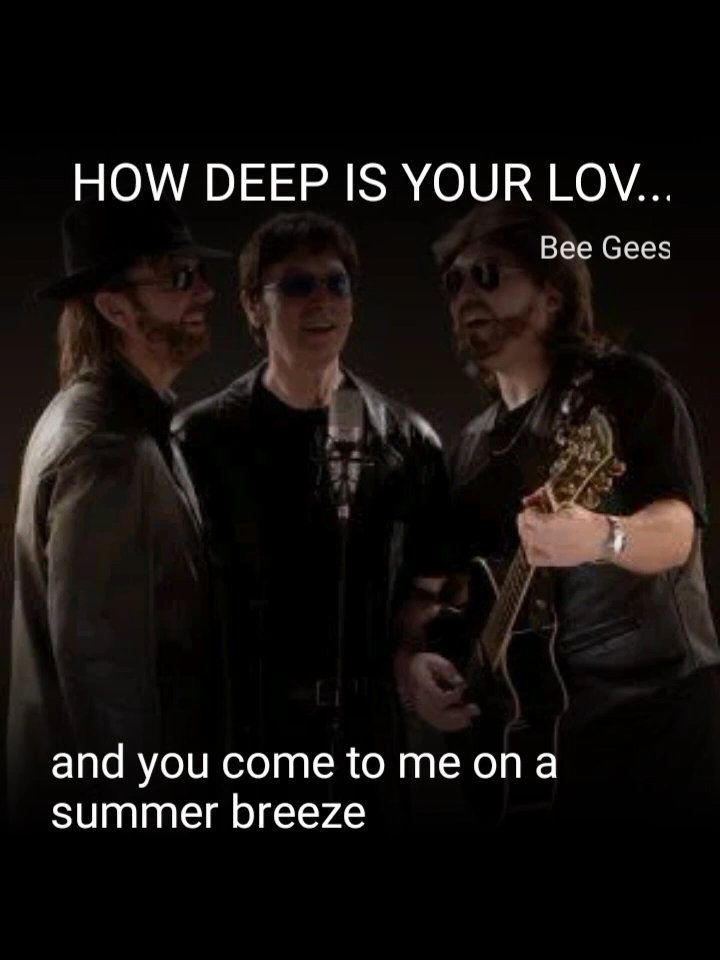 HOW DEEP IS YOUR LOV...
Bee Gees
and you come to me on a
summer breeze